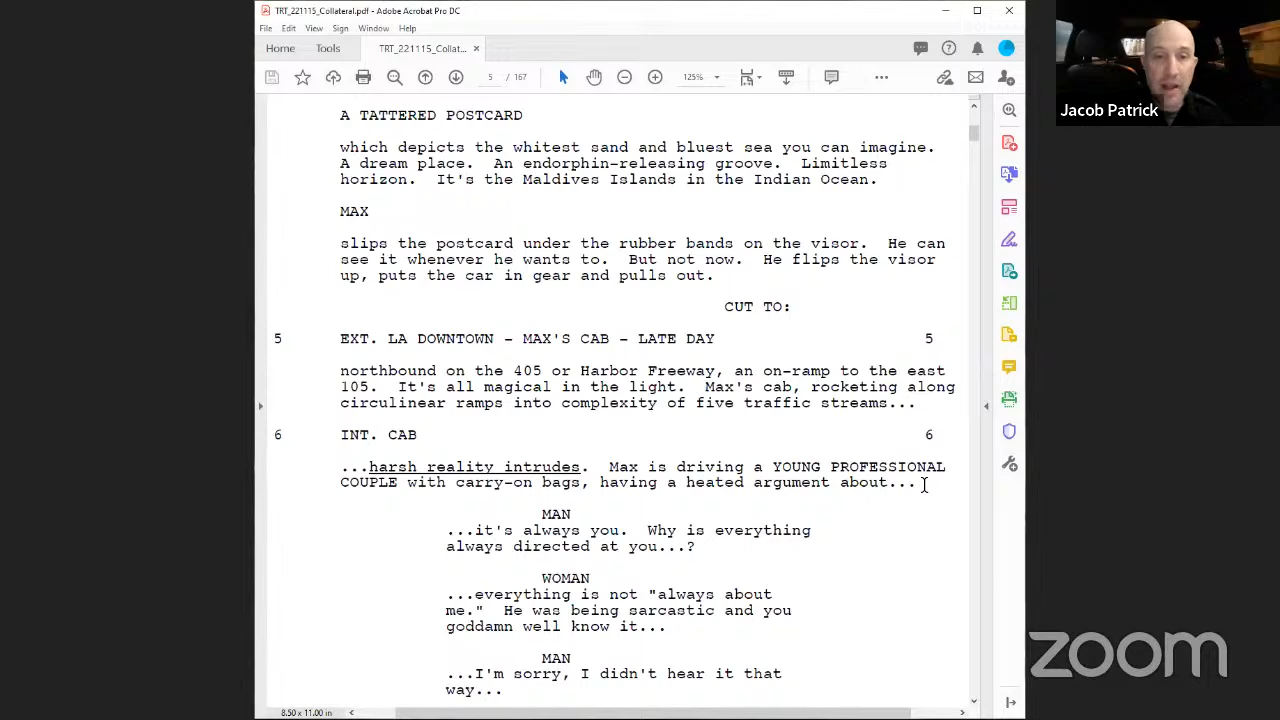 TRT_221115_Collateral.pdf - Adobe Acrobat Pro DC
File Edit View Sign Window Help
Home Tools TRT_221115_Collat... ×
5 / 167 125%
A TATTERED POSTCARD
which depicts the whitest sand and bluest sea you can imagine.
A dream place. An endorphin-releasing groove. Limitless
horizon. It's the Maldives Islands in the Indian Ocean.
MAX
slips the postcard under the rubber bands on the visor. He can
see it whenever he wants to. But not now. He flips the visor
up, puts the car in gear and pulls out.
CUT TO:
5 EXT. LA DOWNTOWN - MAX'S CAB - LATE DAY 5
northbound on the 405 or Harbor Freeway, an on-ramp to the east
105. It's all magical in the light. Max's cab, rocketing along
circulinear ramps into complexity of five traffic streams...
6 INT. CAB 6
...harsh reality intrudes. Max is driving a YOUNG PROFESSIONAL
COUPLE with carry-on bags, having a heated argument about...
MAN
...it's always you. Why is everything
always directed at you...?
WOMAN
...everything is not "always about
me." He was being sarcastic and you
goddamn well know it...
MAN
...I'm sorry, I didn't hear it that
way...
8.50 x 11.00 in
Jacob Patrick
zoom